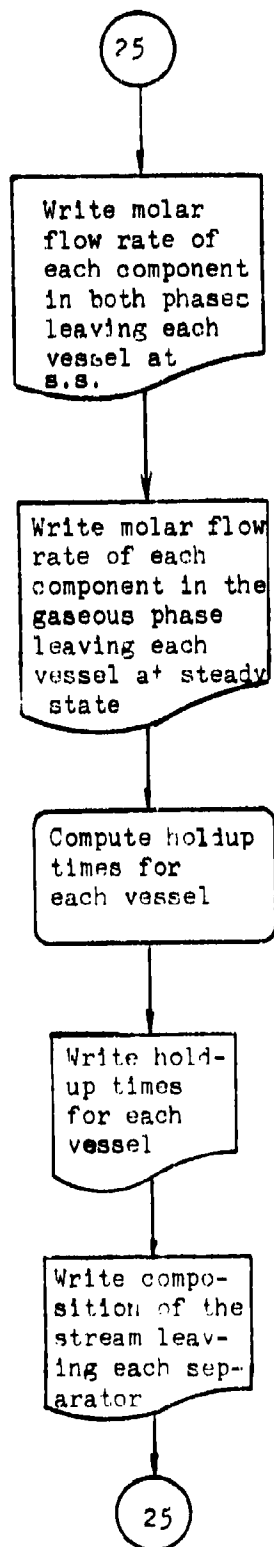 25
Write molar
flow rate of
each component
in both phases
leaving each
vessel at
s.s.
Write molar flow
rate of each
component in the
gaseous phase
leaving each
vessel at steady
state
Compute holdup
times for
each vessel
Write hold-
up times
for each
vessel
Write compo-
sition of the
stream leav-
ing each sep-
arator
25